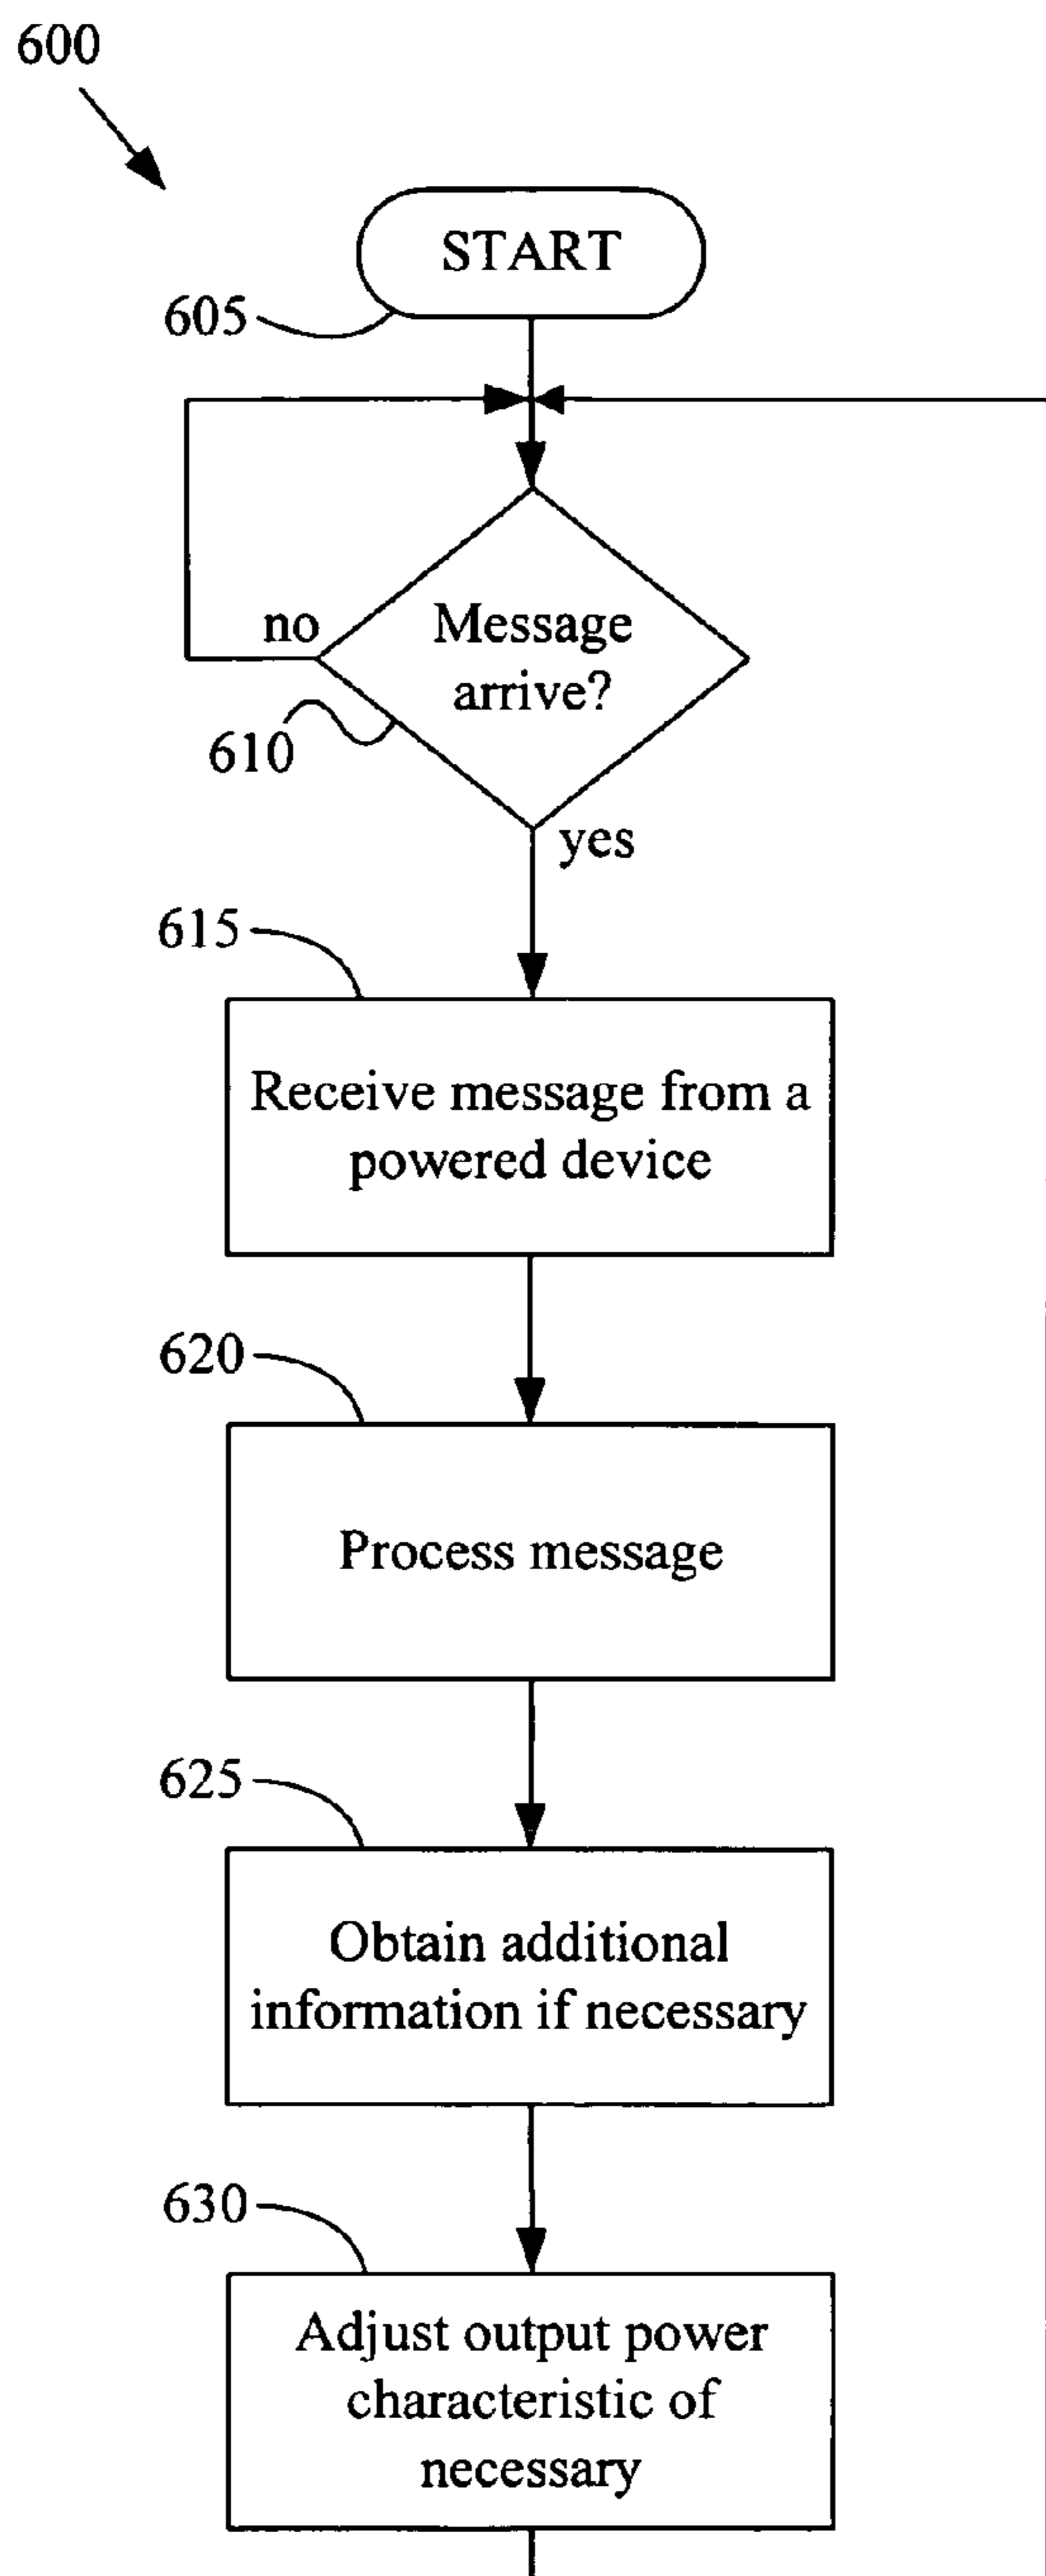 600
START
605
no
Message
arrive?
610
yes
615
Receive message from a
powered device
620
Process message
625
Obtain additional
information if necessary
630
Adjust output power
characteristic of
necessary